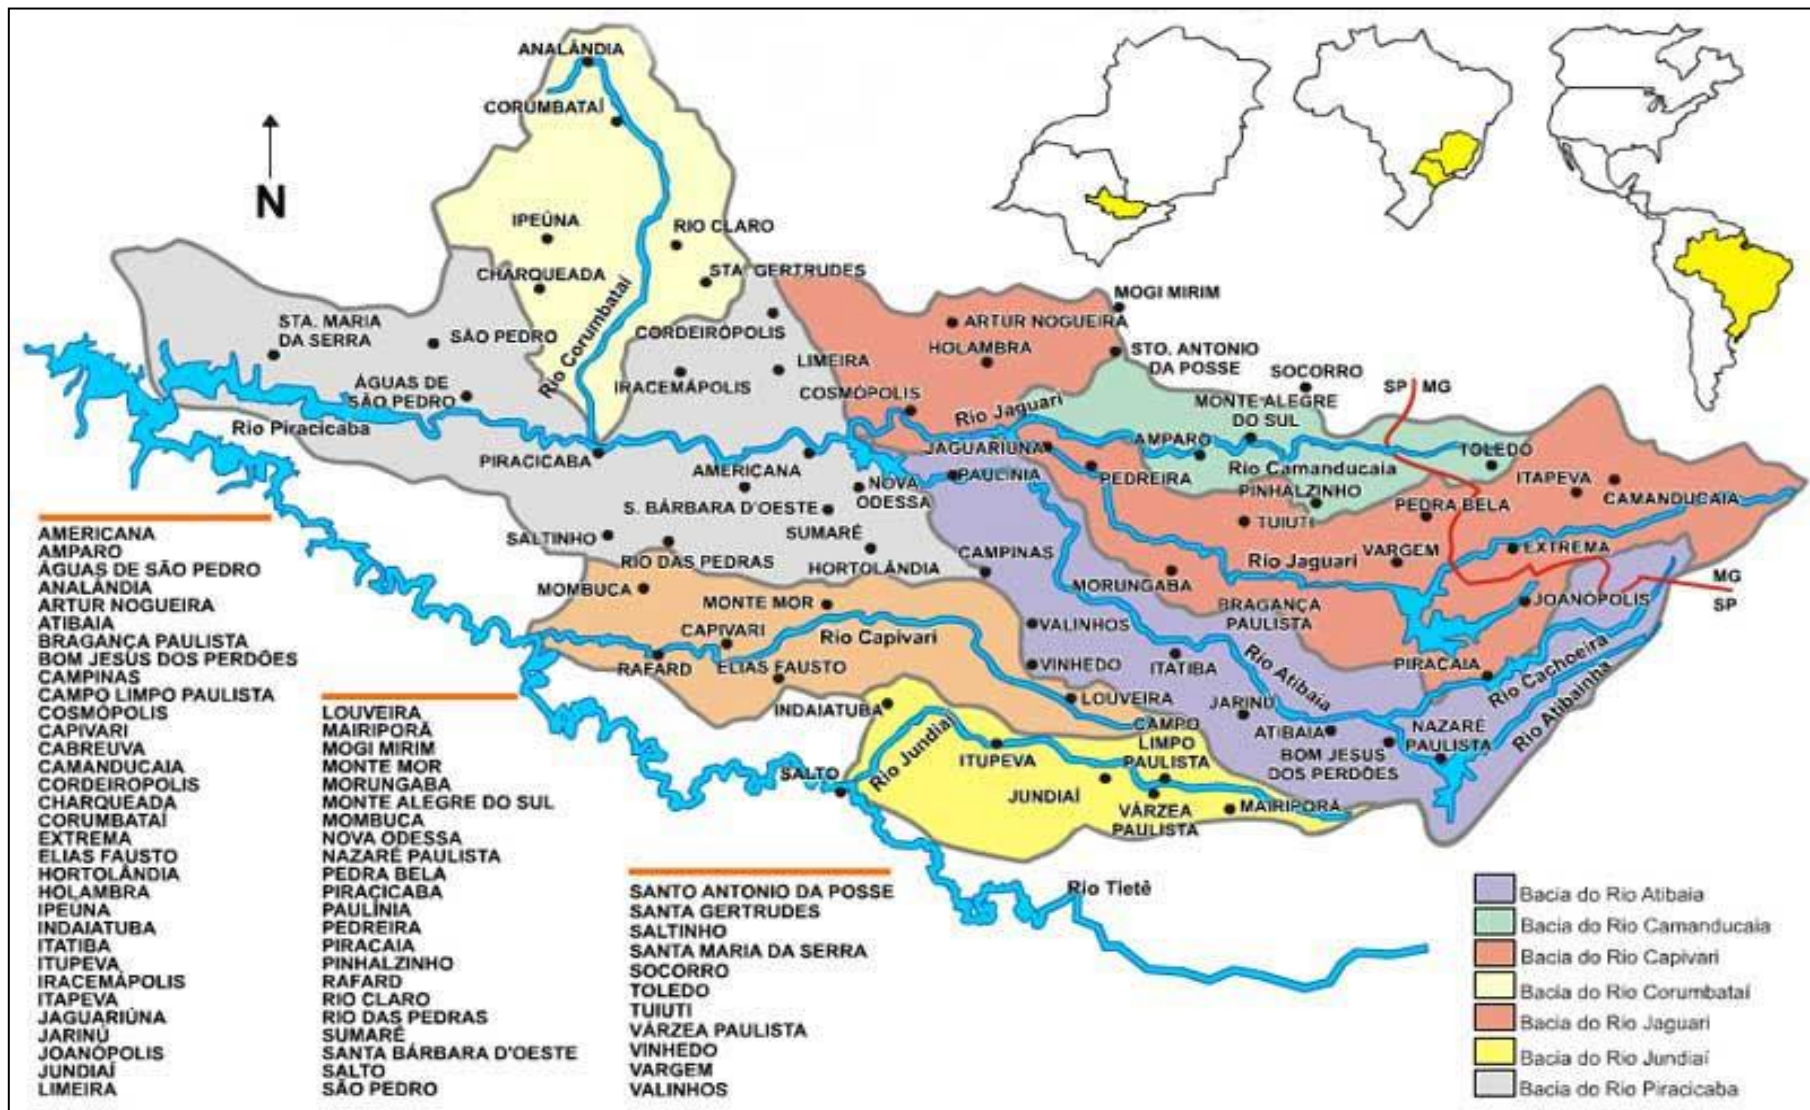 ANALÂNDIA
CORUMBATAÍ
N
IPEÚNA
RIO CLARO
CHARQUEADA
STA. GERTRUDES
Rio Corumbataí
STA. MARIA
DA SERRA
SÃO PEDRO
CORDEIRÓPOLIS
LIMEIRA
IRACEMÁPOLIS
ÁGUAS DE
SÃO PEDRO
Rio Piracicaba
PIRACICABA
AMERICANA
NOVA
ODESSA
S. BÁRBARA D'OESTE
SUMARÉ
SALTINHO
RIO DAS PEDRAS
HORTOLÂNDIA
MOGI MIRIM
ARTUR NOGUEIRA
HOLAMBRA
STO. ANTONIO
DA POSSE
COSMÓPOLIS
Rio Jaguari
SOCORRO
SP
MG
MONTE ALEGRE
DO SUL
JAGUARIÚNA
AMPARO
TOLEDO
PAULÍNIA
PEDREIRA
Rio Camanducaia
PINHALZINHO
ITAPEVA
CAMANDUCAIA
PEDRA BELA
TUIUTI
CAMPINAS
Rio Jaguari
VARGEM
EXTREMA
MORUNGABA
MG
SP
JOANÓPOLIS
MOMBUCA
MONTE MOR
BRAGANÇA
PAULISTA
CAPIVARI
Rio Capivari
VALINHOS
RAFARD
ELIAS FAUSTO
VINHEDO
ITATIBA
Rio Atibaia
PIRACAIA
Rio Cachoeira
Rio Atibainha
INDAIATUBA
LOUVEIRA
JARINÚ
CAMPO
LIMPO
PAULISTA
ATIBAIA
NAZARÉ
PAULISTA
BOM JESUS
DOS PERDÕES
Rio Jundiaí
ITUPEVA
SALTO
JUNDIAÍ
VÁRZEA
PAULISTA
MAIRIPORÃ
Rio Tietê
AMERICANA
AMPARO
ÁGUAS DE SÃO PEDRO
ANALÂNDIA
ARTUR NOGUEIRA
ATIBAIA
BRAGANÇA PAULISTA
BOM JESÚS DOS PERDÕES
CAMPINAS
CAMPO LIMPO PAULISTA
COSMÓPOLIS
CAPIVARI
CABREUVA
CAMANDUCAIA
CORDEIROPOLIS
CHARQUEADA
CORUMBATAÍ
EXTREMA
ELIAS FAUSTO
HORTOLÂNDIA
HOLAMBRA
IPEÚNA
INDAIATUBA
ITATIBA
ITUPEVA
IRACEMÁPOLIS
ITAPEVA
JAGUARIÚNA
JARINÚ
JOANÓPOLIS
JUNDIAÍ
LIMEIRA
LOUVEIRA
MAIRIPORÃ
MOGI MIRIM
MONTE MOR
MORUNGABA
MONTE ALEGRE DO SUL
MOMBUCA
NOVA ODESSA
NAZARÉ PAULISTA
PEDRA BELA
PIRACICABA
PAULÍNIA
PEDREIRA
PIRACAIA
PINHALZINHO
RAFARD
RIO CLARO
RIO DAS PEDRAS
SUMARÉ
SANTA BÁRBARA D'OESTE
SALTO
SÃO PEDRO
SANTO ANTONIO DA POSSE
SANTA GERTRUDES
SALTINHO
SANTA MARIA DA SERRA
SOCORRO
TOLEDO
TUIUTI
VÁRZEA PAULISTA
VINHEDO
VARGEM
VALINHOS
Bacia do Rio Atibaia
Bacia do Rio Camanducaia
Bacia do Rio Capivari
Bacia do Rio Corumbataí
Bacia do Rio Jaguari
Bacia do Rio Jundiaí
Bacia do Rio Piracicaba